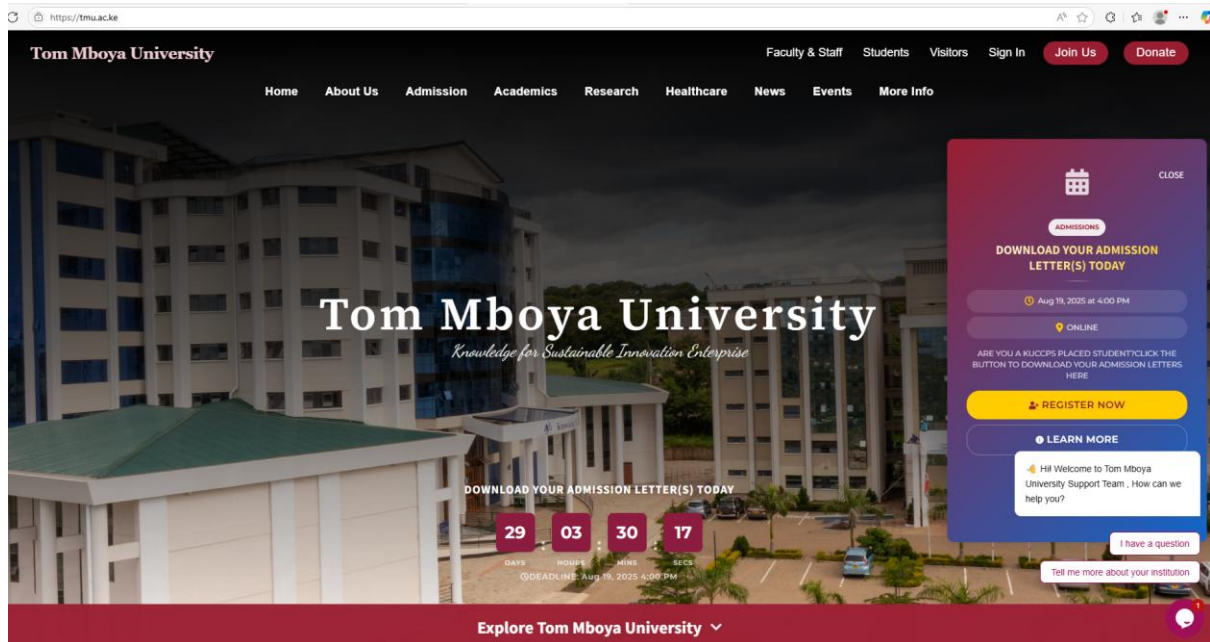 https://tmu.ac.ke
Tom Mboya University
Faculty & Staff Students Visitors Sign In Join Us Donate
Home About Us Admission Academics Research Healthcare News Events More Info
CLOSE
ADMISSIONS
DOWNLOAD YOUR ADMISSION
LETTER(S) TODAY
Aug 19, 2025 at 4:00 PM
ONLINE
ARE YOU A KUCCPS PLACED STUDENT?CLICK THE
BUTTON TO DOWNLOAD YOUR ADMISSION LETTERS
HERE
REGISTER NOW
LEARN MORE
Tom Mboya University
Knowledge for Sustainable Innovation Enterprise
DOWNLOAD YOUR ADMISSION LETTER(S) TODAY
29 : 03 : 30 : 17
DAYS HOURS MINS SECS
DEADLINE: Aug 19, 2025 4:00 PM
Hi! Welcome to Tom Mboya
University Support Team , How can we
help you?
I have a question
Tell me more about your institution
1
Explore Tom Mboya University